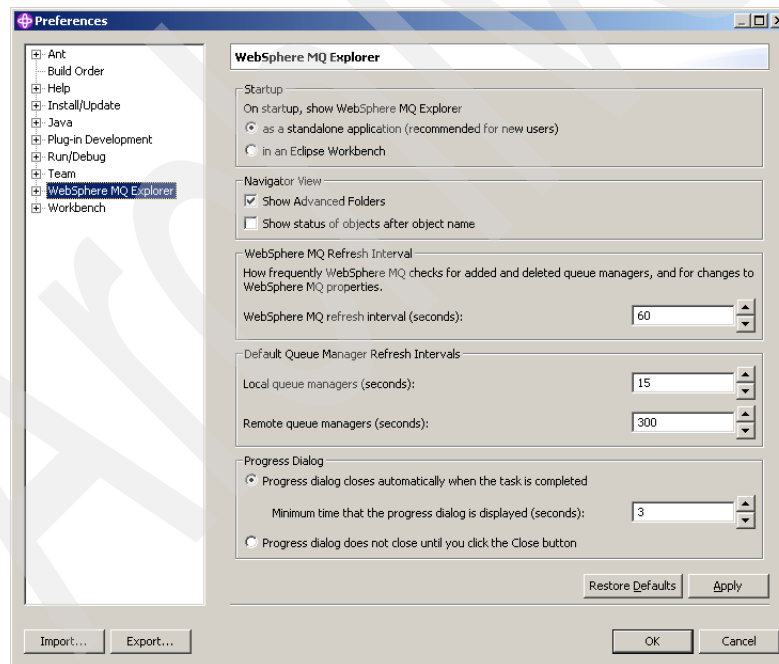 Preferences
Ant
Build Order
Help
Install/Update
Java
Plug-in Development
Run/Debug
Team
WebSphere MQ Explorer
Workbench
WebSphere MQ Explorer
Startup
On startup, show WebSphere MQ Explorer
as a standalone application (recommended for new users)
in an Eclipse Workbench
Navigator View
Show Advanced Folders
Show status of objects after object name
WebSphere MQ Refresh Interval
How frequently WebSphere MQ checks for added and deleted queue managers, and for changes to
WebSphere MQ properties.
WebSphere MQ refresh interval (seconds): 60
Default Queue Manager Refresh Intervals
Local queue managers (seconds): 15
Remote queue managers (seconds): 300
Progress Dialog
Progress dialog closes automatically when the task is completed
Minimum time that the progress dialog is displayed (seconds): 3
Progress dialog does not close until you click the Close button
Restore Defaults Apply
Import... Export... OK Cancel